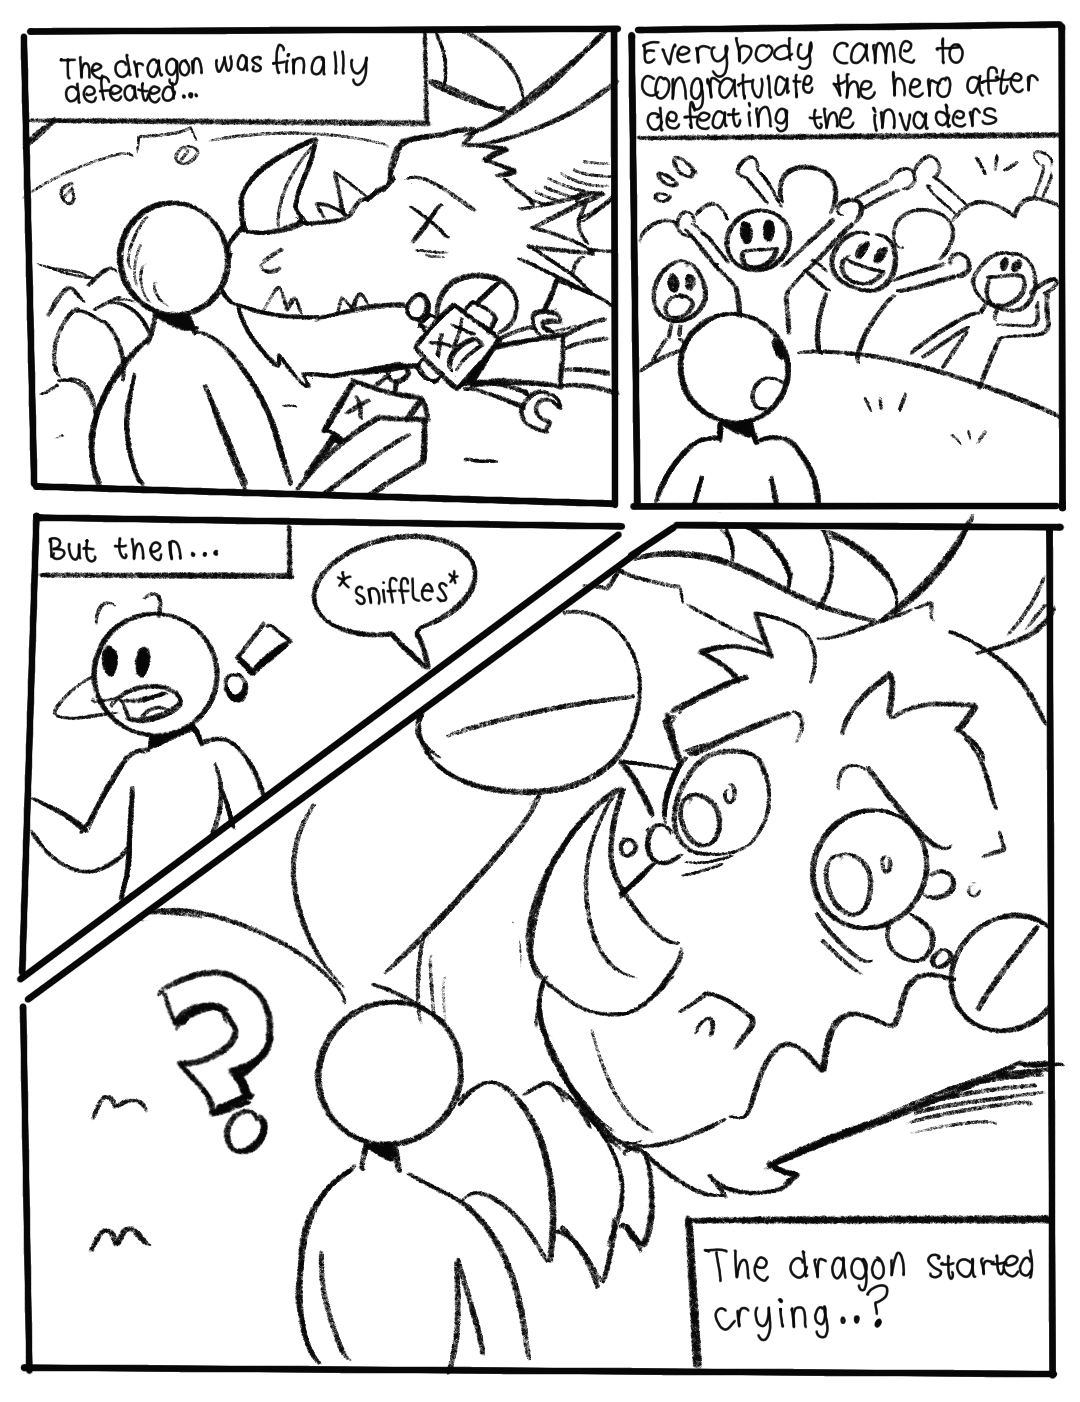 The dragon was finally
defeated...
Everybody came to
congratulate the hero after
defeating the invaders
But then...
*sniffles*
!
?
The dragon started
crying..?